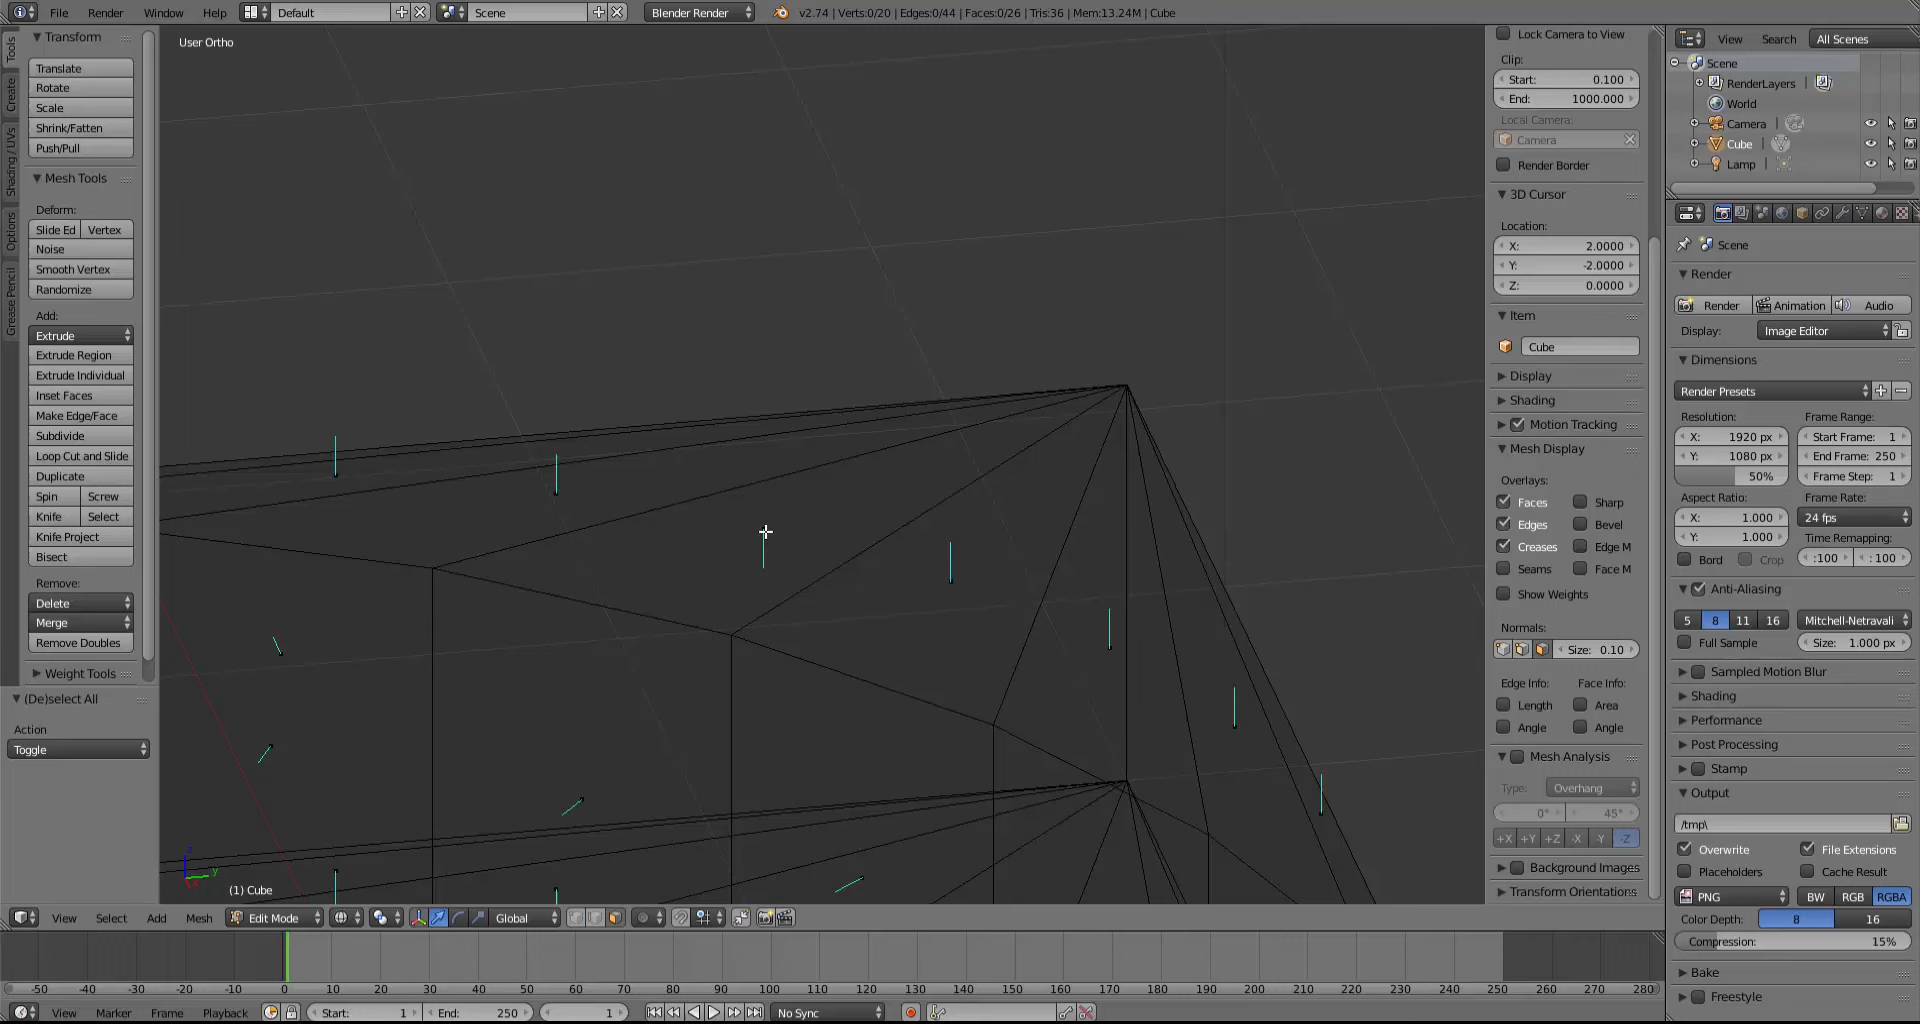 File Render Window Help Default Scene Blender Render v2.74 | Verts:0/20 | Edges:0/44 | Faces:0/26 | Tris:36 | Mem:13.24M | Cube
Tools
Create
Shading / UVs
Options
Grease Pencil
Transform
Translate
Rotate
Scale
Shrink/Fatten
Push/Pull
Mesh Tools
Deform:
Slide Ed Vertex
Noise
Smooth Vertex
Randomize
Add:
Extrude
Extrude Region
Extrude Individual
Inset Faces
Make Edge/Face
Subdivide
Loop Cut and Slide
Duplicate
Spin Screw
Knife Select
Knife Project
Bisect
Remove:
Delete
Merge
Remove Doubles
Weight Tools
(De)select All
Action
Toggle
User Ortho
z
y
x
(1) Cube
Lock Camera to View
Clip:
Start: 0.100
End: 1000.000
Local Camera:
Camera
Render Border
3D Cursor
Location:
X: 2.0000
Y: -2.0000
Z: 0.0000
Item
Cube
Display
Shading
Motion Tracking
Mesh Display
Overlays:
Faces Sharp
Edges Bevel
Creases Edge M
Seams Face M
Show Weights
Normals:
Size: 0.10
Edge Info: Face Info:
Length Area
Angle Angle
Mesh Analysis
Type: Overhang
0° 45°
+X +Y +Z -X -Y -Z
Background Images
Transform Orientations
View Search All Scenes
Scene
RenderLayers |
World
Camera |
Cube |
Lamp |
Scene
Render
Render Animation Audio
Display: Image Editor
Dimensions
Render Presets
Resolution: Frame Range:
X: 1920 px Start Frame: 1
Y: 1080 px End Frame: 250
50% Frame Step: 1
Aspect Ratio: Frame Rate:
X: 1.000 24 fps
Y: 1.000 Time Remapping:
Bord Crop :100 :100
Anti-Aliasing
5 8 11 16 Mitchell-Netravali
Full Sample Size: 1.000 px
Sampled Motion Blur
Shading
Performance
Post Processing
Stamp
Output
/tmp\
Overwrite File Extensions
Placeholders Cache Result
PNG BW RGB RGBA
Color Depth: 8 16
Compression: 15%
Bake
Freestyle
View Select Add Mesh Edit Mode Global
-50 -40 -30 -20 -10 0 10 20 30 40 50 60 70 80 90 100 110 120 130 140 150 160 170 180 190 200 210 220 230 240 250 260 270 280
View Marker Frame Playback Start: 1 End: 250 1 No Sync